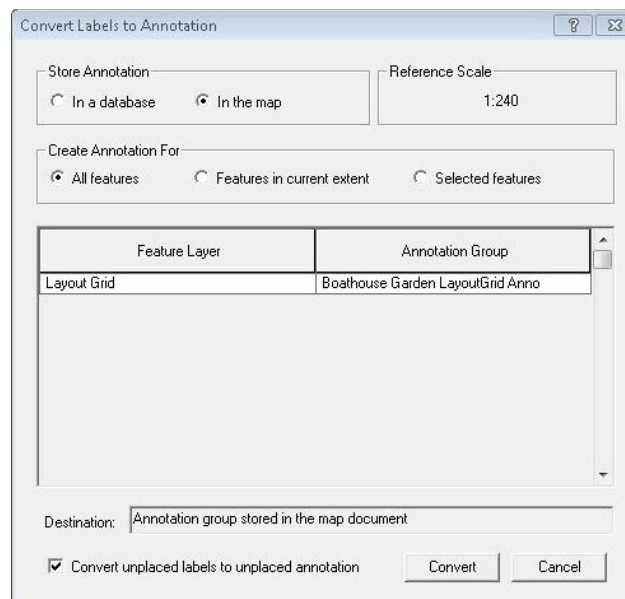 Convert Labels to Annotation
Store Annotation
In a database
In the map
Reference Scale
1:240
Create Annotation For
All features
Features in current extent
Selected features
Feature Layer
Annotation Group
Layout Grid
Boathouse Garden LayoutGrid Anno
Destination:
Annotation group stored in the map document
Convert unplaced labels to unplaced annotation
Convert
Cancel